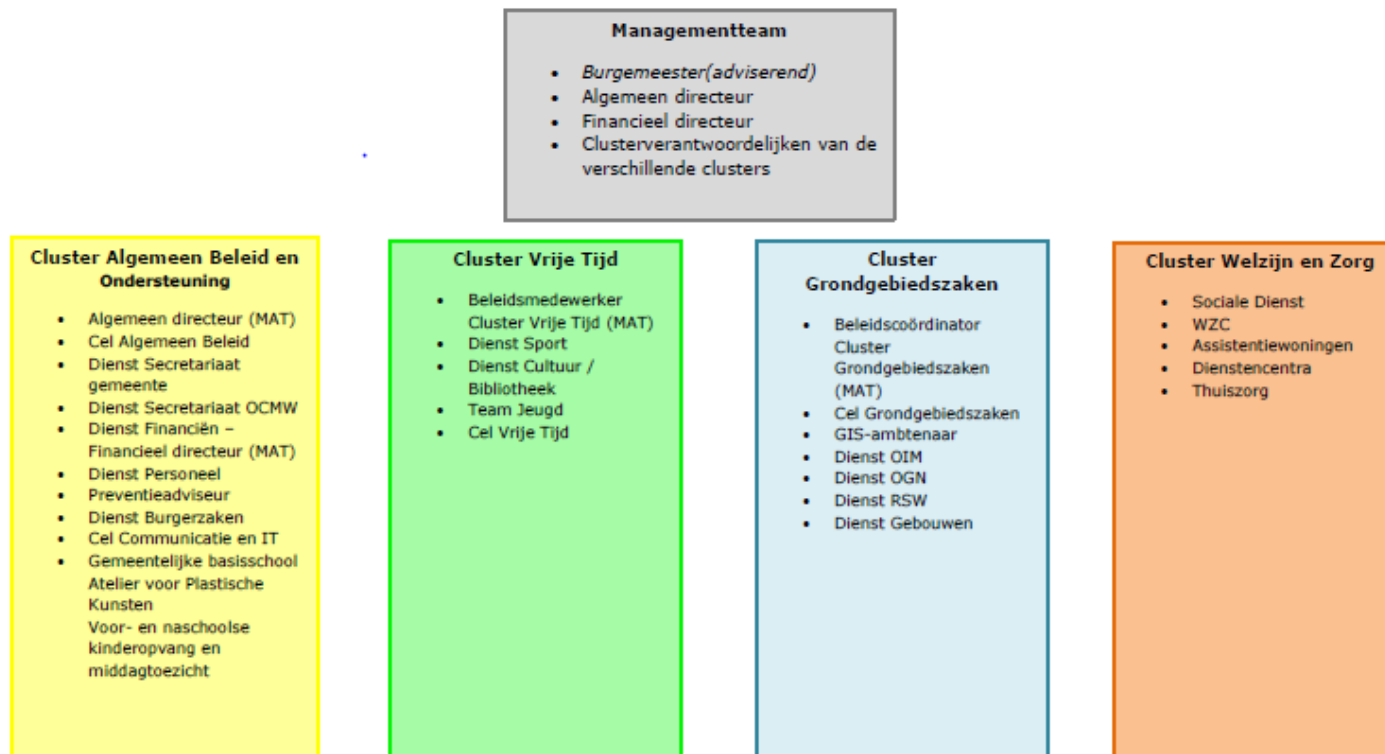 Managementteam
• Burgemeester(adviserend)
• Algemeen directeur
• Financieel directeur
• Clusterverantwoordelijken van de
verschillende clusters
Cluster Algemeen Beleid en
Ondersteuning
• Algemeen directeur (MAT)
• Cel Algemeen Beleid
• Dienst Secretariaat
gemeente
• Dienst Secretariaat OCMW
• Dienst Financiën –
Financieel directeur (MAT)
• Dienst Personeel
• Preventieadviseur
• Dienst Burgerzaken
• Cel Communicatie en IT
• Gemeentelijke basisschool
Atelier voor Plastische
Kunsten
Voor- en naschoolse
kinderopvang en
middagtoezicht
Cluster Vrije Tijd
• Beleidsmedewerker
Cluster Vrije Tijd (MAT)
• Dienst Sport
• Dienst Cultuur /
Bibliotheek
• Team Jeugd
• Cel Vrije Tijd
Cluster
Grondgebiedszaken
• Beleidscoördinator
Cluster
Grondgebiedszaken
(MAT)
• Cel Grondgebiedszaken
• GIS-ambtenaar
• Dienst OIM
• Dienst OGN
• Dienst RSW
• Dienst Gebouwen
Cluster Welzijn en Zorg
• Sociale Dienst
• WZC
• Assistentiewoningen
• Dienstencentra
• Thuiszorg